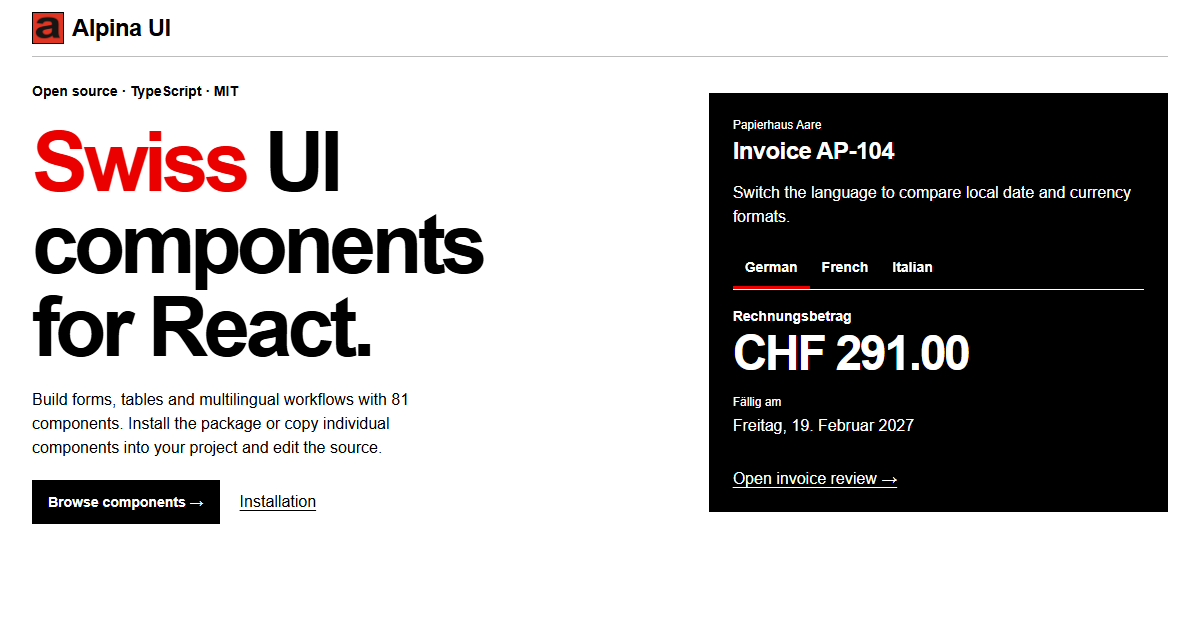 a Alpina UI
Open source · TypeScript · MIT
Swiss UI
components
for React.
Build forms, tables and multilingual workflows with 81
components. Install the package or copy individual
components into your project and edit the source.
Browse components →
Installation
Papierhaus Aare
Invoice AP-104
Switch the language to compare local date and currency
formats.
German French Italian
Rechnungsbetrag
CHF 291.00
Fällig am
Freitag, 19. Februar 2027
Open invoice review →